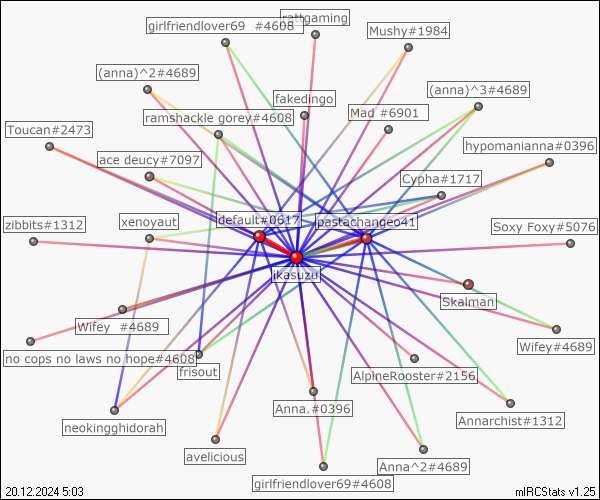 girlfriendlover69 #4608
rattgaming
Mushy#1984
(anna)^2#4689
fakedingo
(anna)^3#4689
ramshackle gorey#4608
Mad #6901
Toucan#2473
hypomanianna#0396
ace deucy#7097
Cypha#1717
zibbits#1312
xenoyaut
default#0617
pastachangeo41
Soxy Foxy#5076
ikasuzu
Skalman
Wifey #4689
Wifey#4689
no cops no laws no hope#4608
frisout
AlpineRooster#2156
Anna.#0396
Annarchist#1312
neokingghidorah
avelicious
Anna^2#4689
girlfriendlover69#4608
20.12.2024 5:03
mIRCStats v1.25